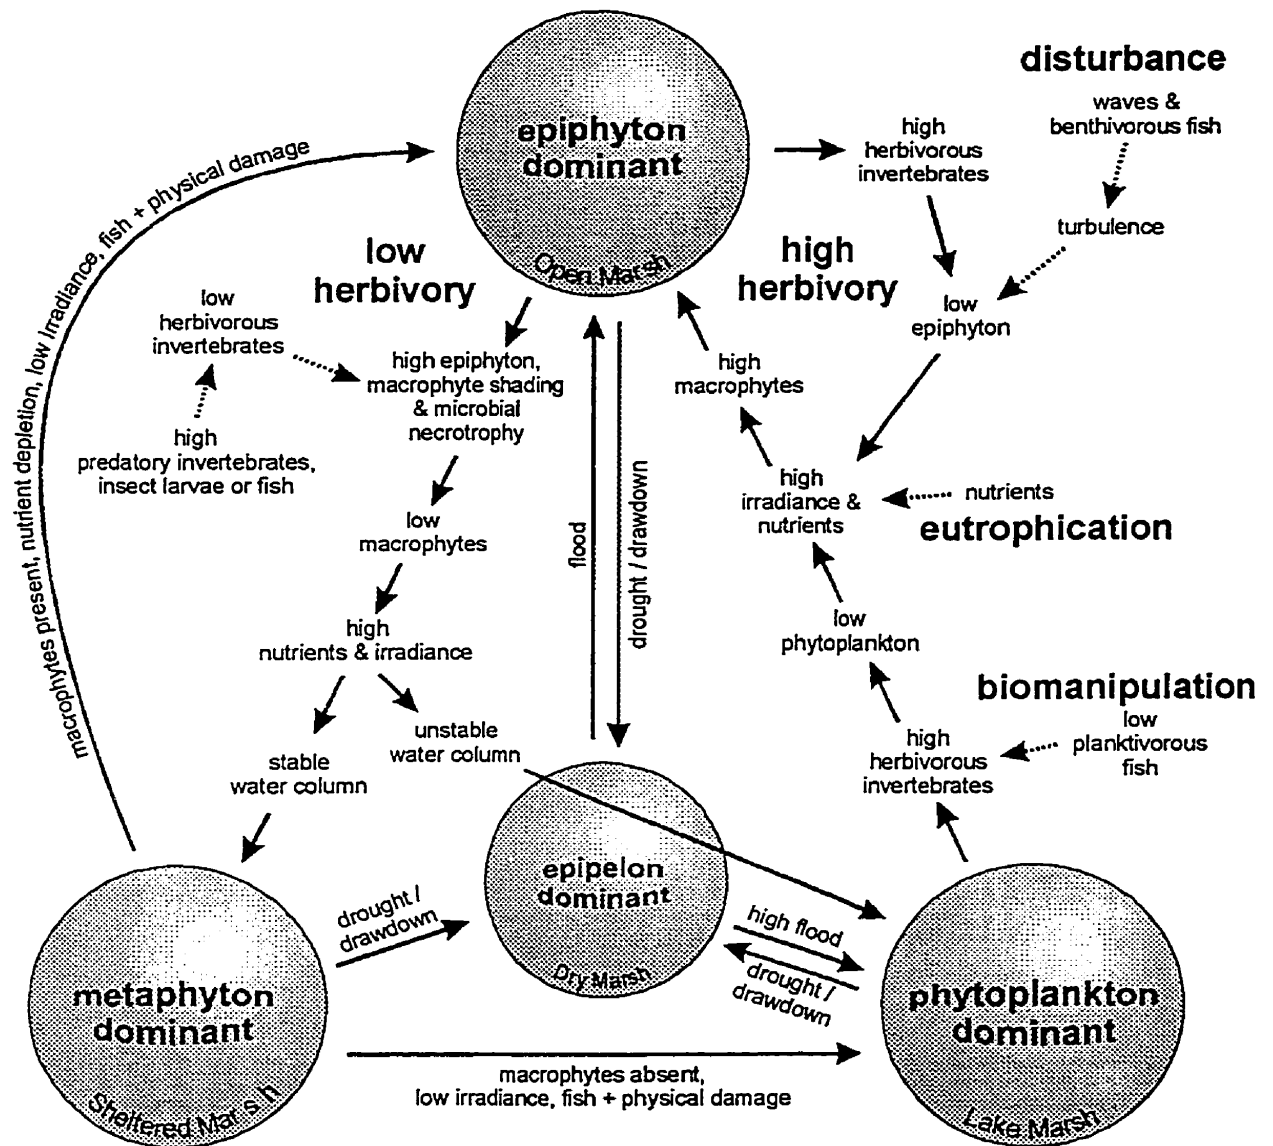 epiphyton
dominant
Open Marsh
disturbance
waves &
benthivorous fish
turbulence
high
herbivorous
invertebrates
low
epiphyton
high
herbivory
low
herbivory
low
herbivorous
invertebrates
high
predatory invertebrates,
insect larvae or fish
high epiphyton,
macrophyte shading
& microbial
necrotrophy
low
macrophytes
high
nutrients & irradiance
stable
water column
unstable
water column
macrophytes present, nutrient depletion, low Irradiance, fish + physical damage
flood
drought / drawdown
high
macrophytes
high
irradiance &
nutrients
nutrients
eutrophication
low
phytoplankton
biomanipulation
low
planktivorous
fish
high
herbivorous
invertebrates
metaphyton
dominant
Sheltered Marsh
drought /
drawdown
epipelon
dominant
Dry Marsh
high flood
drought /
drawdown
phytoplankton
dominant
Lake Marsh
macrophytes absent,
low irradiance, fish + physical damage